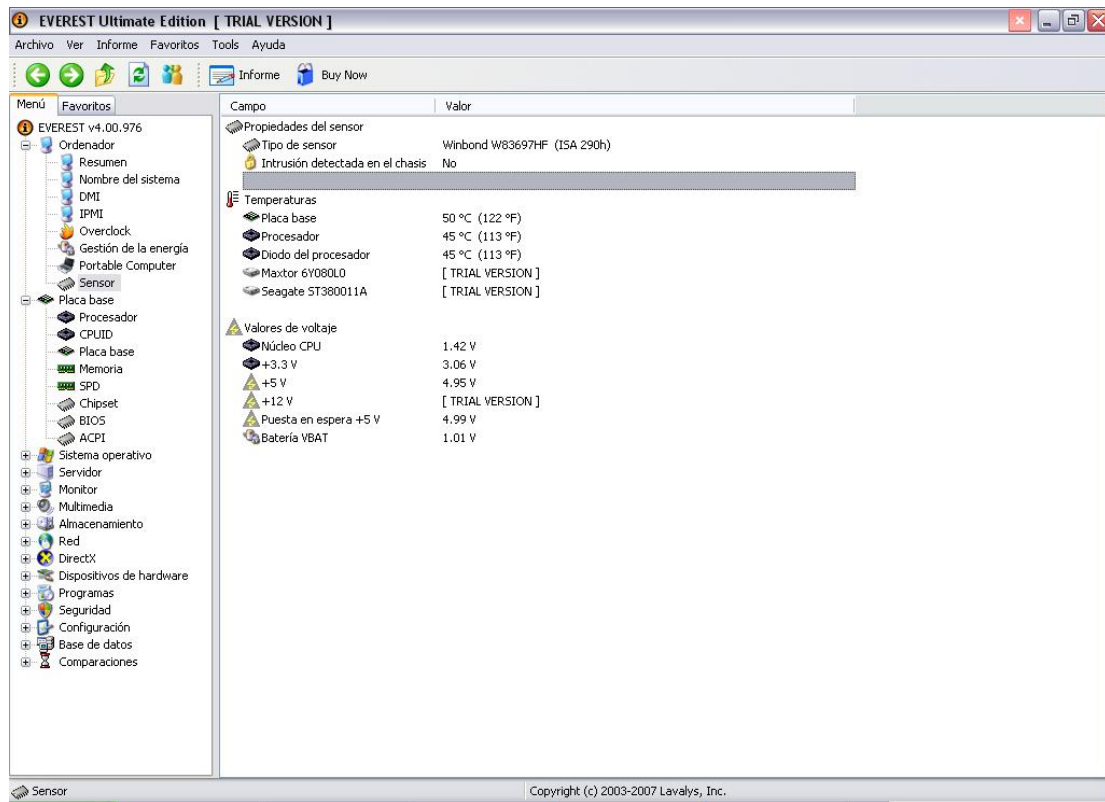 EVEREST Ultimate Edition [ TRIAL VERSION ]
Archivo Ver Informe Favoritos Tools Ayuda
Informe Buy Now
Menú Favoritos
EVEREST v4.00.976
Ordenador
Resumen
Nombre del sistema
DMI
IPMI
Overclock
Gestión de la energía
Portable Computer
Sensor
Placa base
Procesador
CPUID
Placa base
Memoria
SPD
Chipset
BIOS
ACPI
Sistema operativo
Servidor
Monitor
Multimedia
Almacenamiento
Red
DirectX
Dispositivos de hardware
Programas
Seguridad
Configuración
Base de datos
Comparaciones
Campo Valor
Propiedades del sensor
Tipo de sensor Winbond W83697HF (ISA 290h)
Intrusión detectada en el chasis No
Temperaturas
Placa base 50 °C (122 °F)
Procesador 45 °C (113 °F)
Diodo del procesador 45 °C (113 °F)
Maxtor 6Y080L0 [ TRIAL VERSION ]
Seagate ST380011A [ TRIAL VERSION ]
Valores de voltaje
Núcleo CPU 1.42 V
+3.3 V 3.06 V
+5 V 4.95 V
+12 V [ TRIAL VERSION ]
Puesta en espera +5 V 4.99 V
Batería VBAT 1.01 V
Sensor
Copyright (c) 2003-2007 Lavalys, Inc.